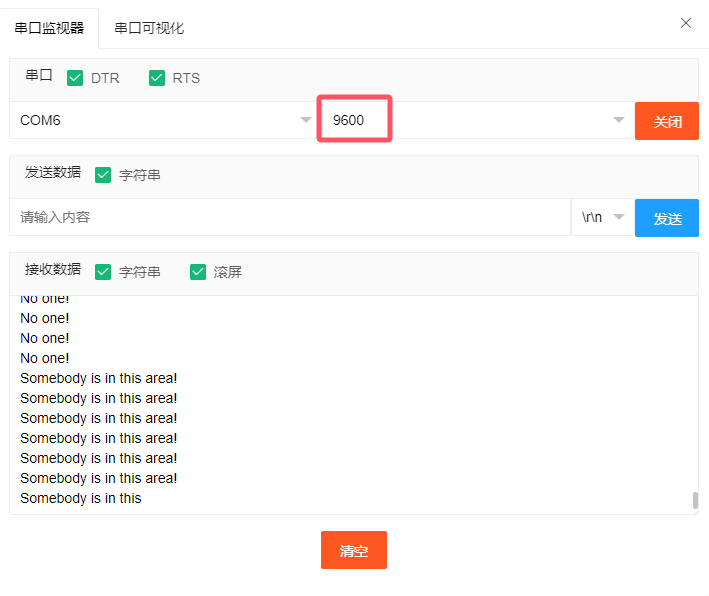 串口监视器 串口可视化
串口 DTR RTS
COM6 9600 关闭
发送数据 字符串
请输入内容 \r\n 发送
接收数据 字符串 滚屏
No one!
No one!
No one!
No one!
Somebody is in this area!
Somebody is in this area!
Somebody is in this area!
Somebody is in this area!
Somebody is in this area!
Somebody is in this area!
Somebody is in this
清空